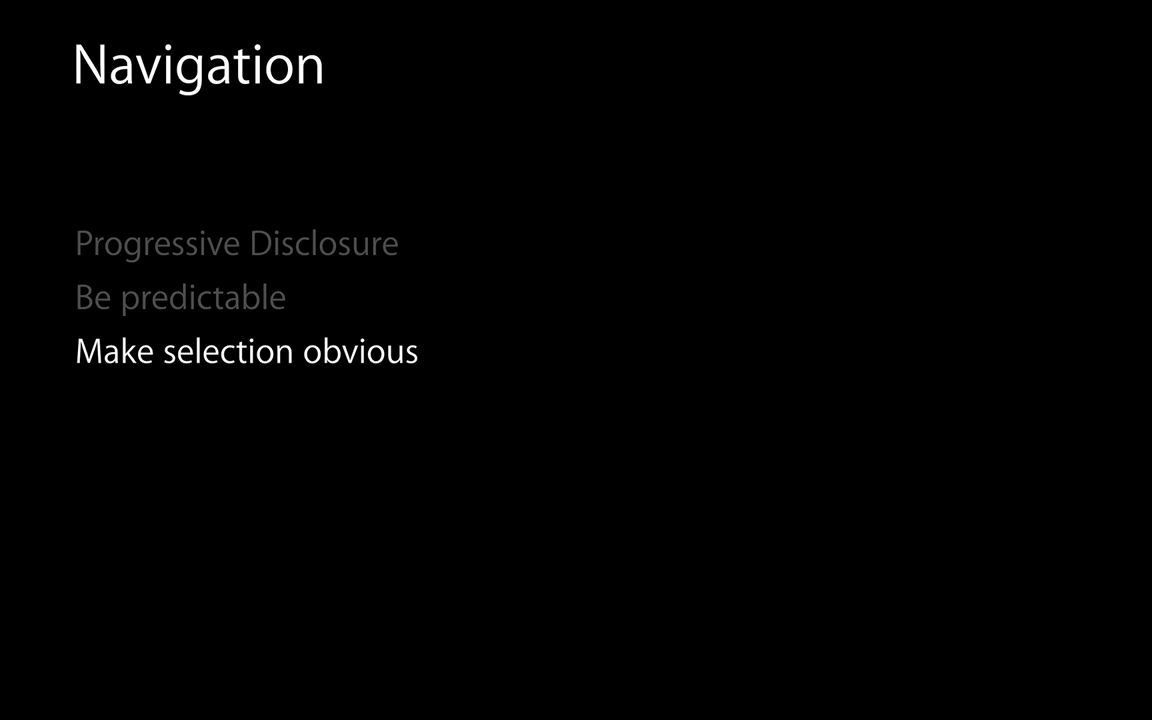 Navigation
Progressive Disclosure
Be predictable
Make selection obvious